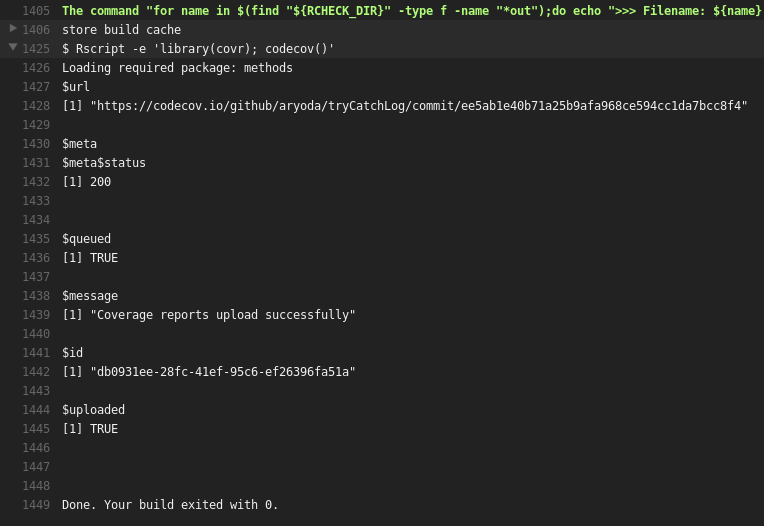 1405 The command "for name in $(find "${RCHECK_DIR}" -type f -name "*out");do echo ">>> Filename: ${name}
1406 store build cache
1425 $ Rscript -e 'library(covr); codecov()'
1426 Loading required package: methods
1427 $url
1428 [1] "https://codecov.io/github/aryoda/tryCatchLog/commit/ee5ab1e40b71a25b9afa968ce594cc1da7bcc8f4"
1429
1430 $meta
1431 $meta$status
1432 [1] 200
1433
1434
1435 $queued
1436 [1] TRUE
1437
1438 $message
1439 [1] "Coverage reports upload successfully"
1440
1441 $id
1442 [1] "db0931ee-28fc-41ef-95c6-ef26396fa51a"
1443
1444 $uploaded
1445 [1] TRUE
1446
1447
1448
1449 Done. Your build exited with 0.